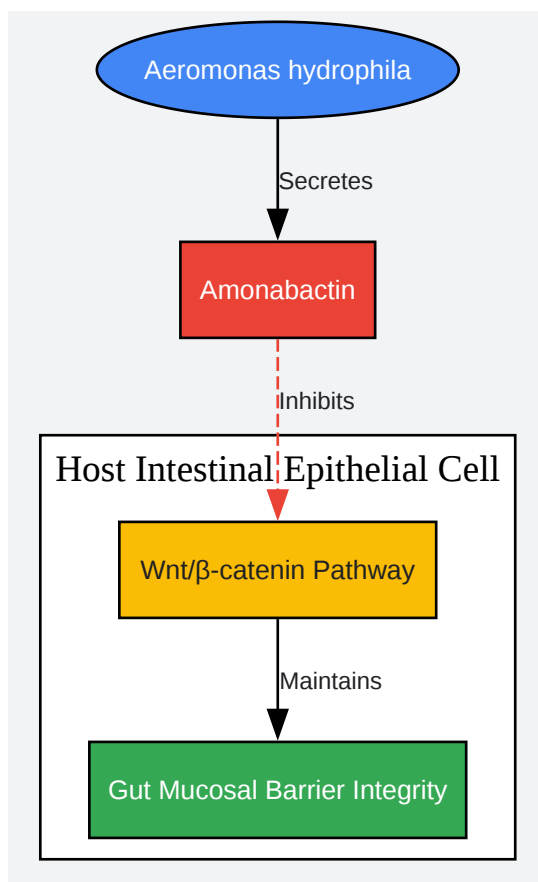 Aeromonas hydrophila
Secretes
Amonabactin
Inhibits
Host Intestinal Epithelial Cell
Wnt/β-catenin Pathway
Maintains
Gut Mucosal Barrier Integrity